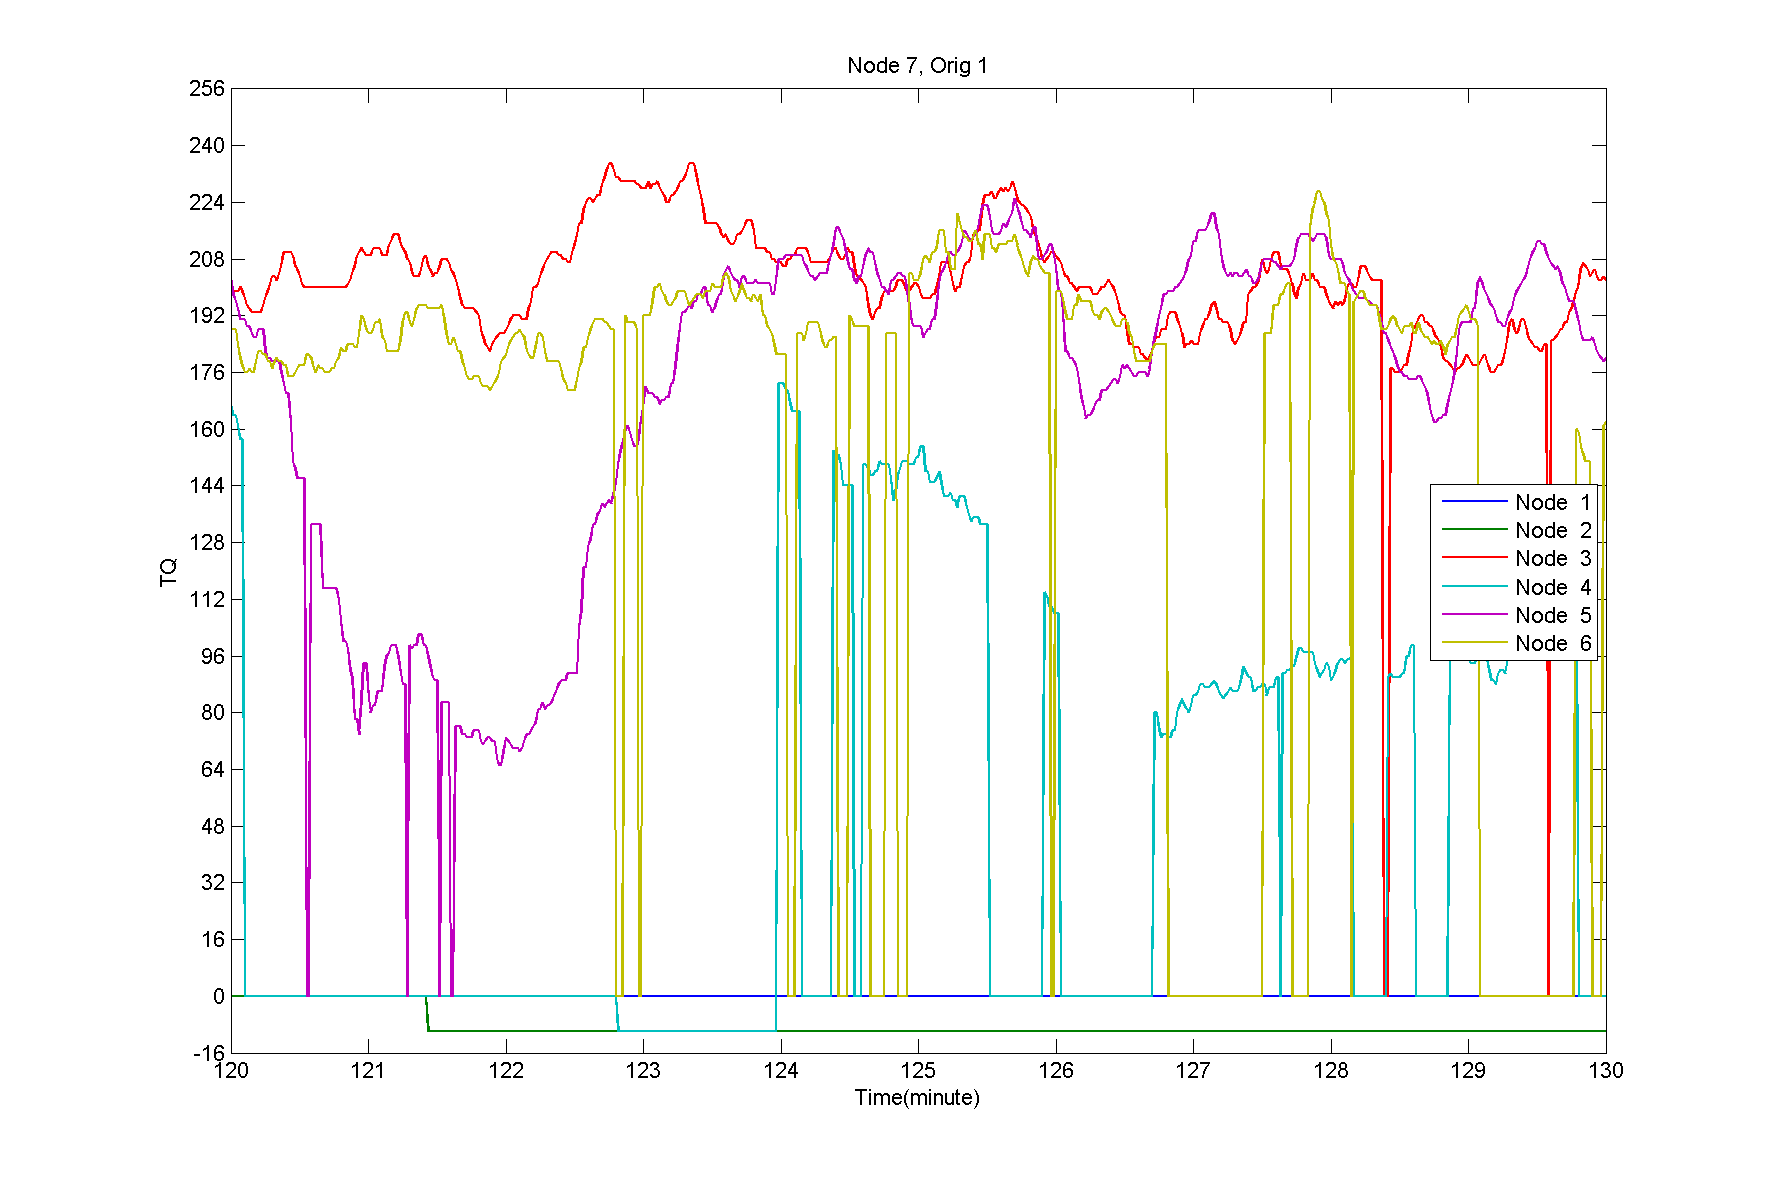 Node 7, Orig 1
256
240
224
208
192
176
160
144
128
112
96
80
64
48
32
16
0
-16
TQ
Node 1
Node 2
Node 3
Node 4
Node 5
Node 6
120 121 122 123 124 125 126 127 128 129 130
Time(minute)